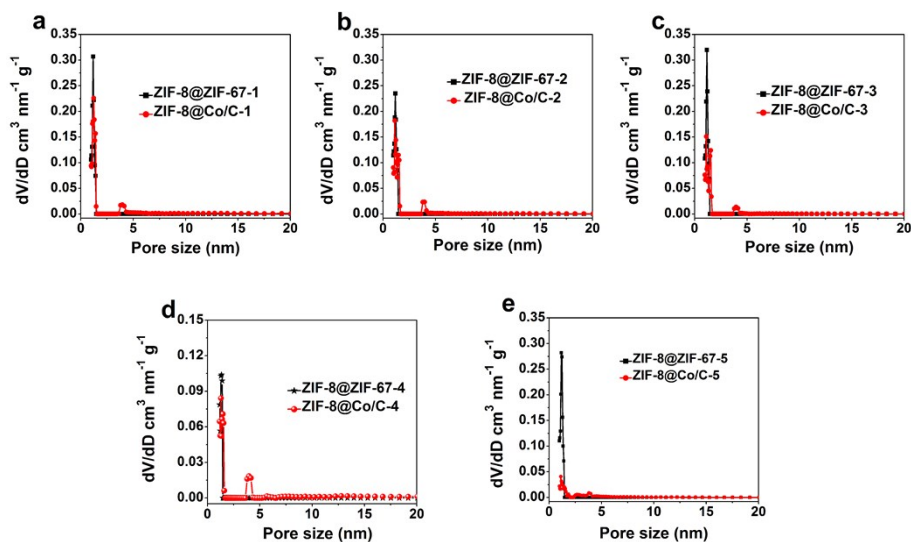 a
0.35
0.30
0.25
0.20
0.15
0.10
0.05
0.00
dV/dD cm³ nm⁻¹ g⁻¹
ZIF-8@ZIF-67-1
ZIF-8@Co/C-1
0 5 10 15 20
Pore size (nm)
b
0.35
0.30
0.25
0.20
0.15
0.10
0.05
0.00
dV/dD cm³ nm⁻¹ g⁻¹
ZIF-8@ZIF-67-2
ZIF-8@Co/C-2
0 5 10 15 20
Pore size (nm)
c
0.35
0.30
0.25
0.20
0.15
0.10
0.05
0.00
dV/dD cm³ nm⁻¹ g⁻¹
ZIF-8@ZIF-67-3
ZIF-8@Co/C-3
0 5 10 15 20
Pore size (nm)
d
0.15
0.12
0.09
0.06
0.03
0.00
dV/dD cm³ nm⁻¹ g⁻¹
ZIF-8@ZIF-67-4
ZIF-8@Co/C-4
0 5 10 15 20
Pore size (nm)
e
0.35
0.30
0.25
0.20
0.15
0.10
0.05
0.00
dV/dD cm³ nm⁻¹ g⁻¹
ZIF-8@ZIF-67-5
ZIF-8@Co/C-5
0 5 10 15 20
Pore size (nm)